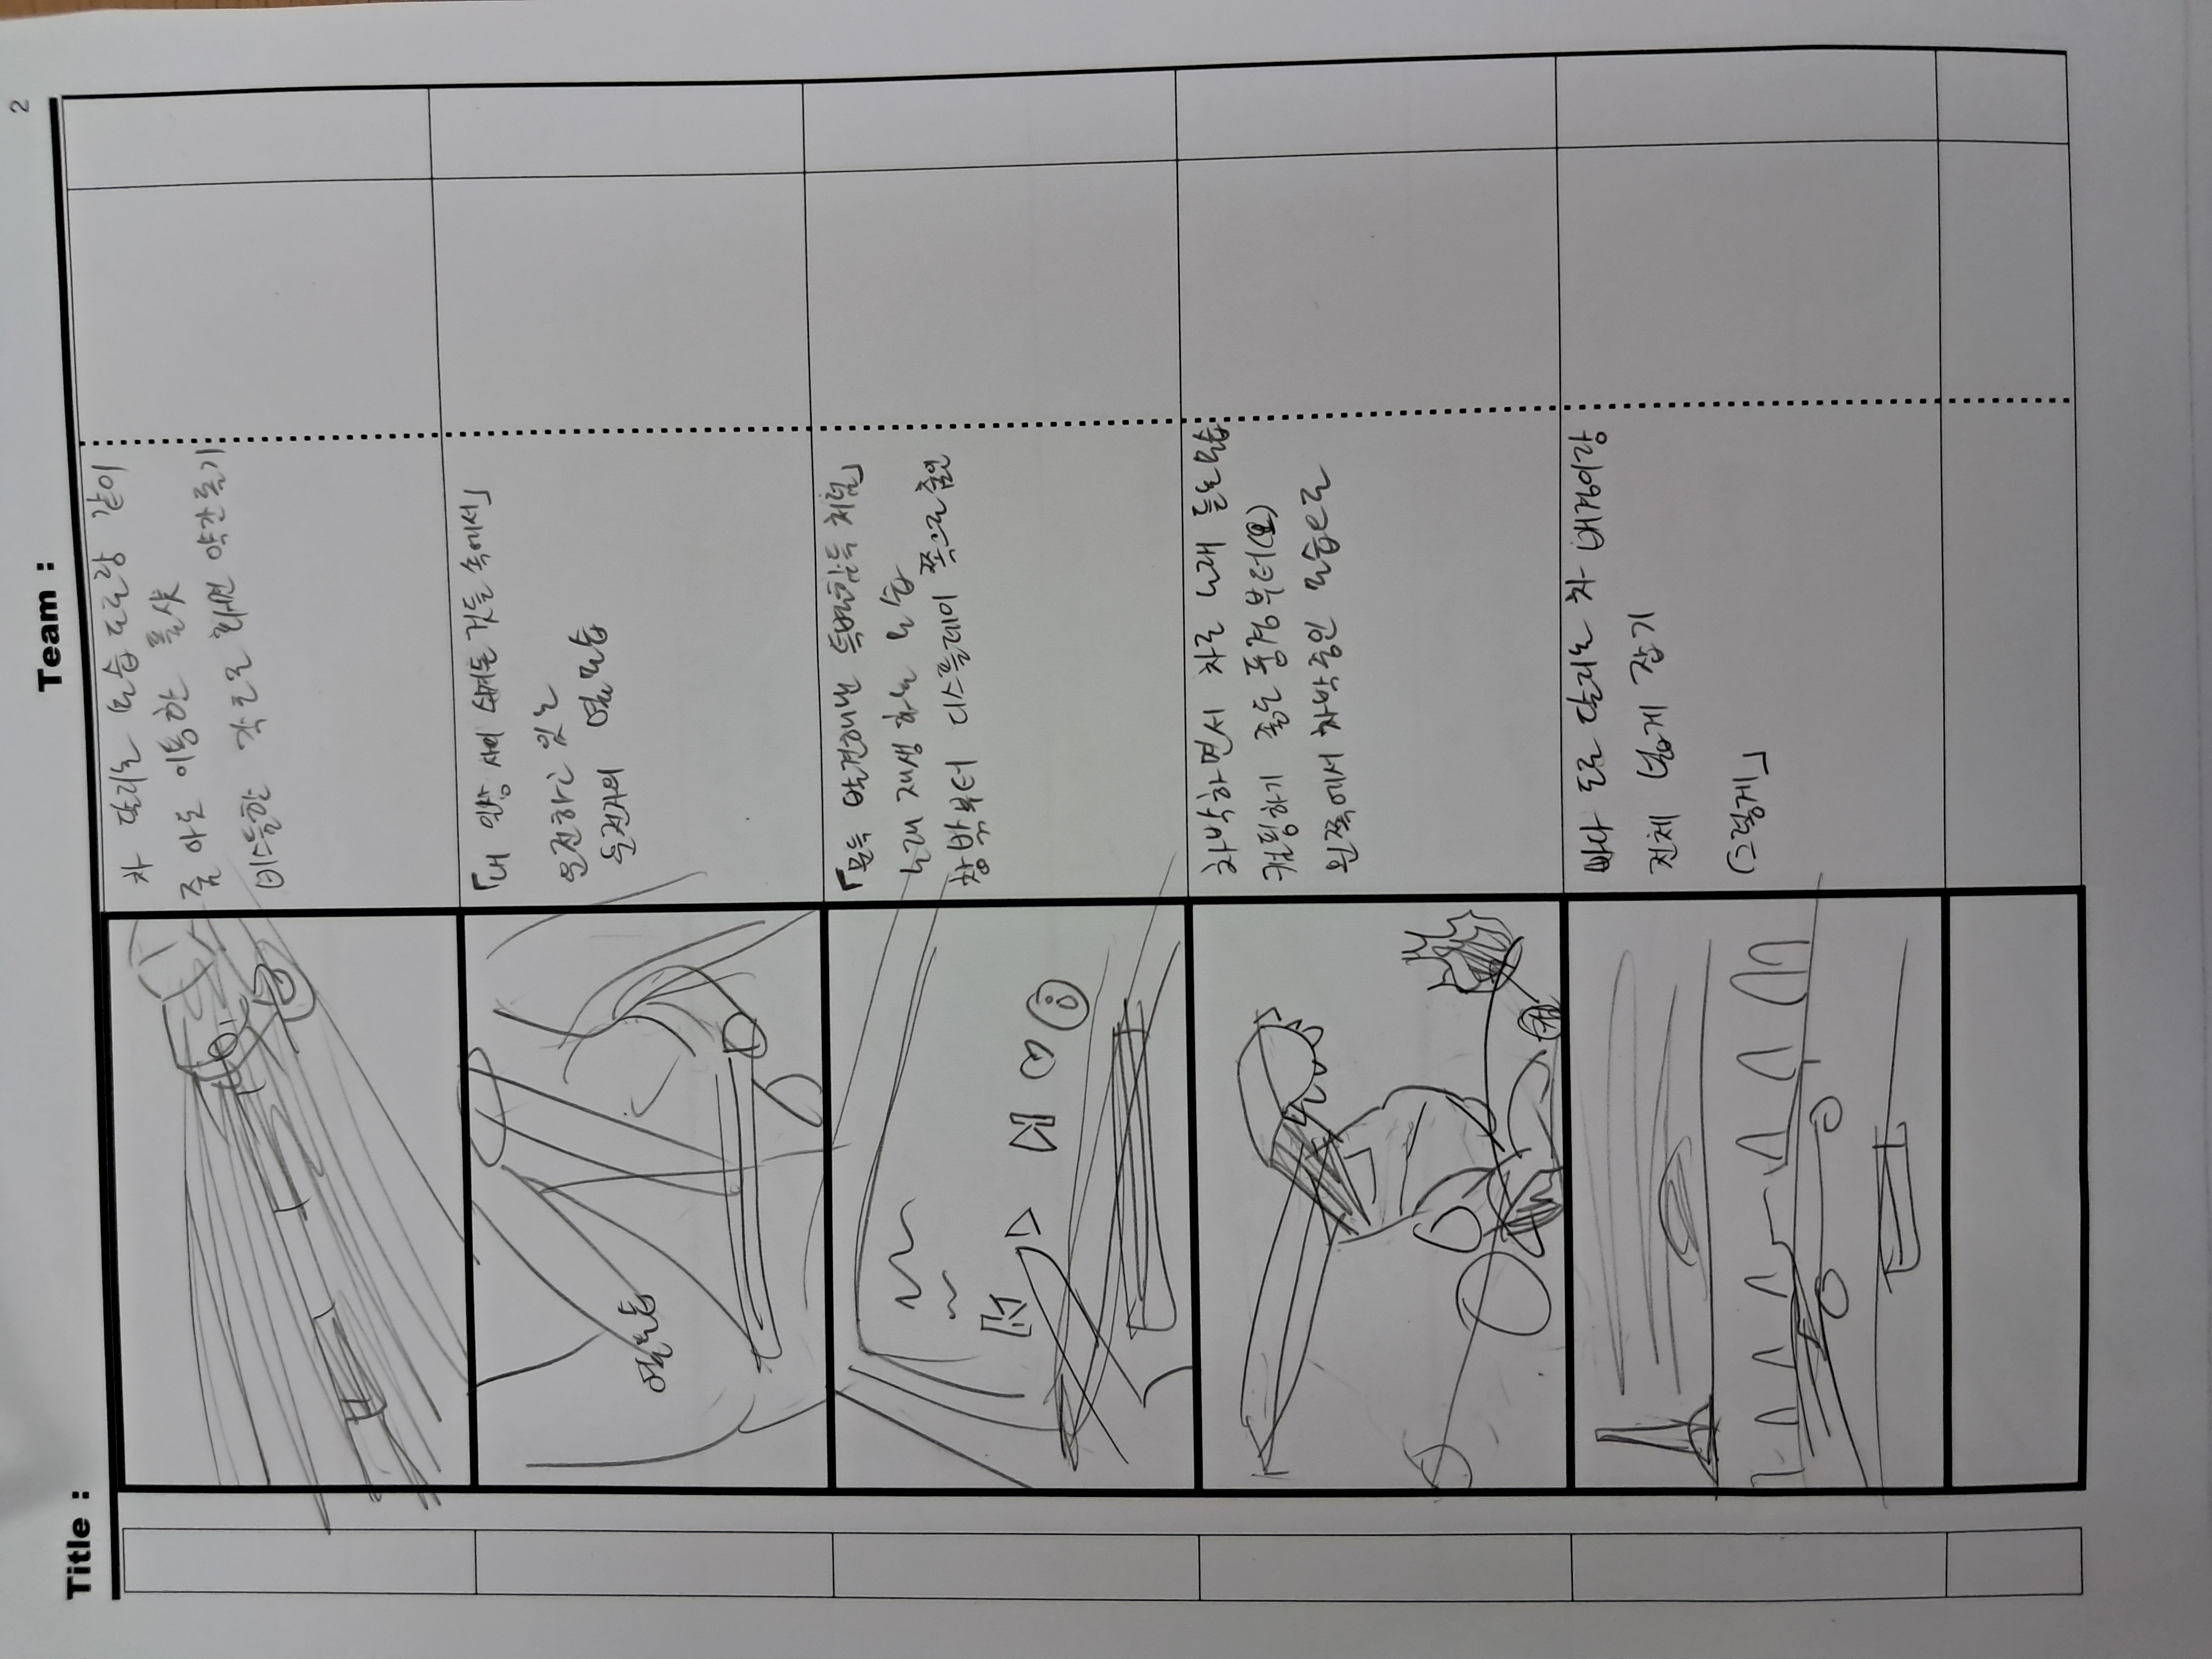 2
Title :
Team :
차 달리는 모습 도로랑 같이
줌 아웃 이용한 풀샷
비스듬한 각도로 화면 약간 돌기
「내 일상 사이 숨겨둔 것들 속에서」
운전하고 있는
운전자의 옆모습
옆모습
「문득 발견해낸 특별함들 처럼」
노래 재생 하는 모습
창밖부터 디스플레이 쪽으로 줌인
차박하면서 차로 노래 듣는 모습
캠핑하기 좋은 풍경부터
왼쪽에서 차박중인 모습으로
컵
바다 도로 달리는 차 배경이랑
전체 넓게 잡기
「그렇게」